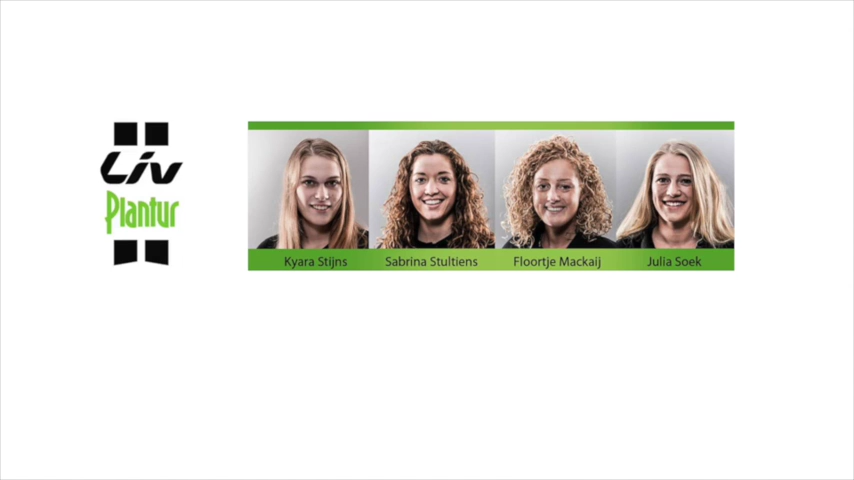 Liv
Plantur
Kyara Stijns
Sabrina Stultiens
Floortje Mackaij
Julia Soek